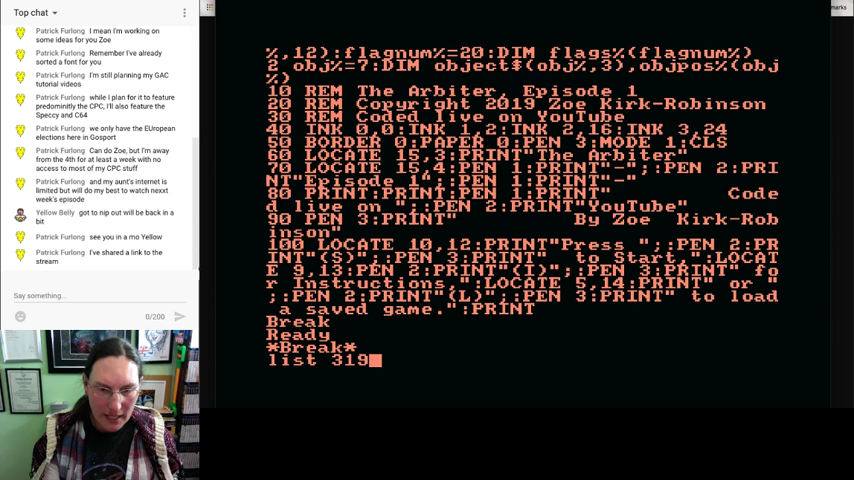 Top chat
Patrick Furlong I mean I'm working on
some ideas for you Zoe
Patrick Furlong Remember I've already
sorted a font for you
Patrick Furlong I'm still planning my GAC
tutorial videos
Patrick Furlong while I plan for it to feature
predominitly the CPC, I'll also feature the
Speccy and C64
Patrick Furlong we only have the EUropean
elections here in Gosport
Patrick Furlong Can do Zoe, but I'm away
from the 4th for at least a week with no
access to most of my CPC stuff
Patrick Furlong and my aunt's internet is
limited but will do my best to watch nexxt
week's episode
Yellow Belly got to nip out will be back in a
bit
Patrick Furlong see you in a mo Yellow
Patrick Furlong I've shared a link to the
stream
Say something...
0/200
marks
%,12):flagnum%=20:DIM flags%(flagnum%)
2 obj%=7:DIM object$(obj%,3),objpos%(obj
%)
10 REM The Arbiter, Episode 1
20 REM Copyright 2019 Zoe Kirk-Robinson
30 REM Coded live on YouTube
40 INK 0,0:INK 1,2:INK 2,16:INK 3,24
50 BORDER 0:PAPER 0:PEN 3:MODE 1:CLS
60 LOCATE 15,3:PRINT"The Arbiter"
70 LOCATE 15,4:PEN 1:PRINT"-";:PEN 2:PRI
NT"Episode 1";:PEN 1:PRINT"-"
80 PRINT:PRINT:PEN 1:PRINT" Code
d live on ";:PEN 2:PRINT"YouTube"
90 PEN 3:PRINT" By Zoe Kirk-Rob
inson"
100 LOCATE 10,12:PRINT"Press ";:PEN 2:PR
INT"(S)";:PEN 3:PRINT" to Start,":LOCAT
E 9,13:PEN 2:PRINT"(I)";:PEN 3:PRINT" fo
r Instructions,":LOCATE 5,14:PRINT" or "
;:PEN 2:PRINT"(L)";:PEN 3:PRINT" to load
a saved game.":PRINT
Break
Ready
*Break*
list 319